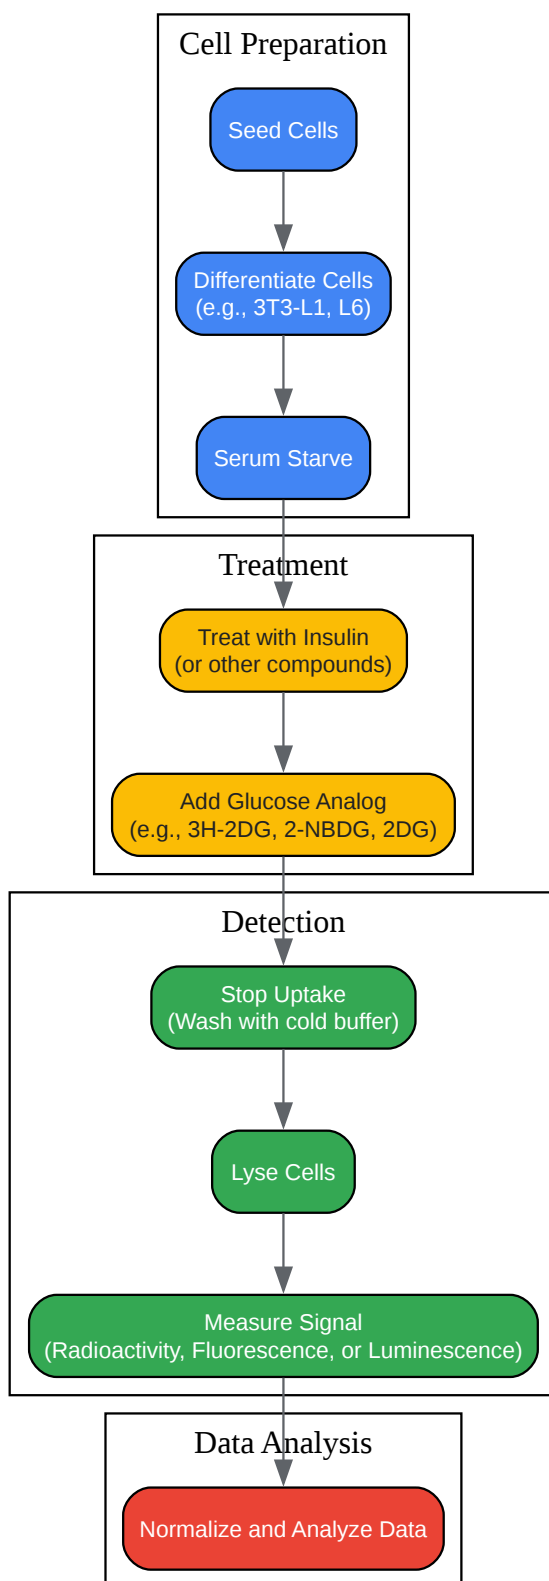 Cell Preparation
Seed Cells
Differentiate Cells
(e.g., 3T3-L1, L6)
Serum Starve
Treatment
Treat with Insulin
(or other compounds)
Add Glucose Analog
(e.g., 3H-2DG, 2-NBDG, 2DG)
Detection
Stop Uptake
(Wash with cold buffer)
Lyse Cells
Measure Signal
(Radioactivity, Fluorescence, or Luminescence)
Data Analysis
Normalize and Analyze Data